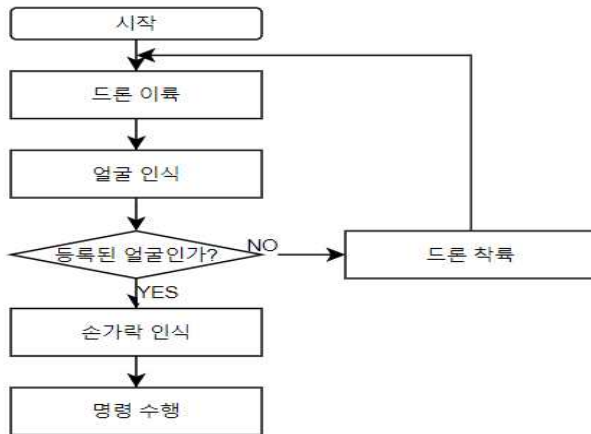 시작
드론 이륙
얼굴 인식
등록된 얼굴인가?
NO
드론 착륙
YES
손가락 인식
명령 수행